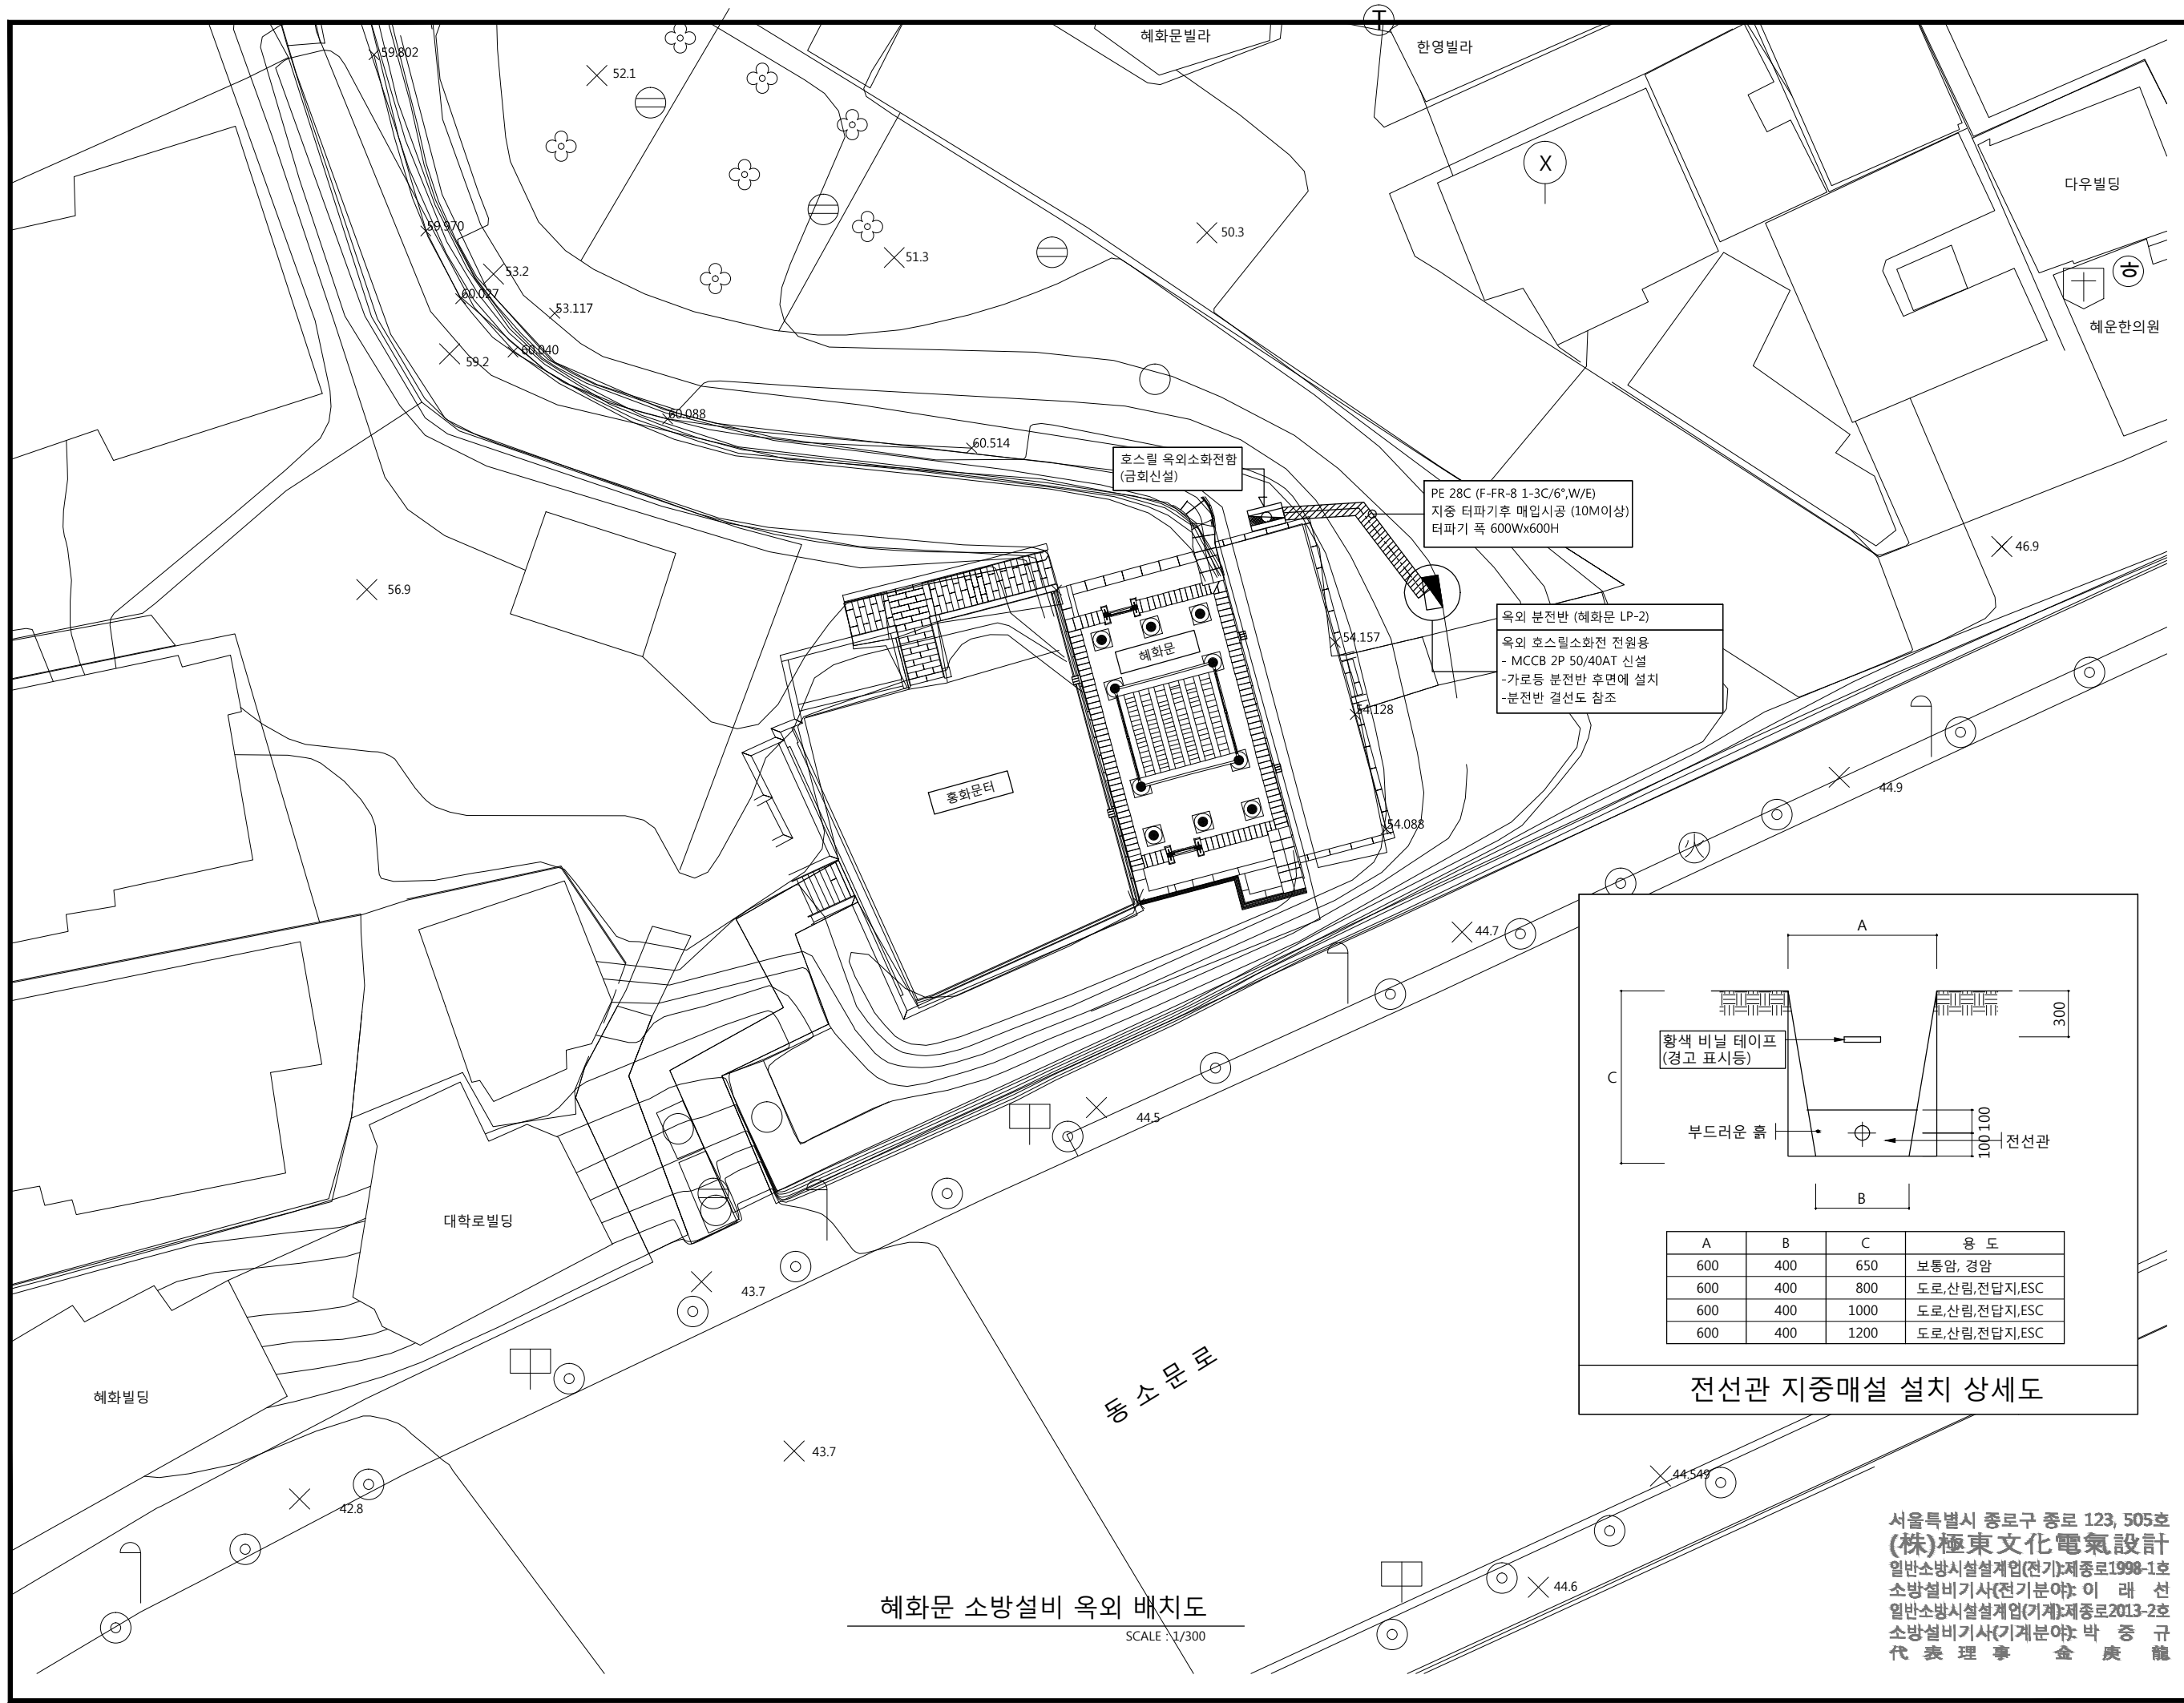 59.802
52.1
혜화문빌라
T
한영빌라
X
다우빌딩
ㅎ
혜운한의원
59.970
53.2
60.027
53.117
59.2
60.040
51.3
50.3
60.088
60.514
호스릴 옥외소화전함
(금회신설)
PE 28C (F-FR-8 1-3C/6°,W/E)
지중 터파기후 매입시공 (10M이상)
터파기 폭 600Wx600H
46.9
56.9
옥외 분전반 (혜화문 LP-2)
옥외 호스릴소화전 전원용
- MCCB 2P 50/40AT 신설
-가로등 분전반 후면에 설치
-분전반 결선도 참조
54.157
혜화문
54.128
홍화문터
54.088
44.9
火
44.7
44.5
A
300
황색 비닐 테이프
(경고 표시등)
C
부드러운 흙
100 100
전선관
B
A B C 용 도
600 400 650 보통암, 경암
600 400 800 도로,산림,전답지,ESC
600 400 1000 도로,산림,전답지,ESC
600 400 1200 도로,산림,전답지,ESC
전선관 지중매설 설치 상세도
대학로빌딩
43.7
혜화빌딩
동소문로
43.7
42.8
44.549
44.6
혜화문 소방설비 옥외 배치도
SCALE : 1/300
서울특별시 종로구 종로 123, 505호
(株)極東文化電氣設計
일반소방시설설계업(전기):제종로1998-1호
소방설비기사(전기분야): 이 래 선
일반소방시설설계업(기계):제종로2013-2호
소방설비기사(기계분야): 박 중 규
代 表 理 事 金 庚 龍